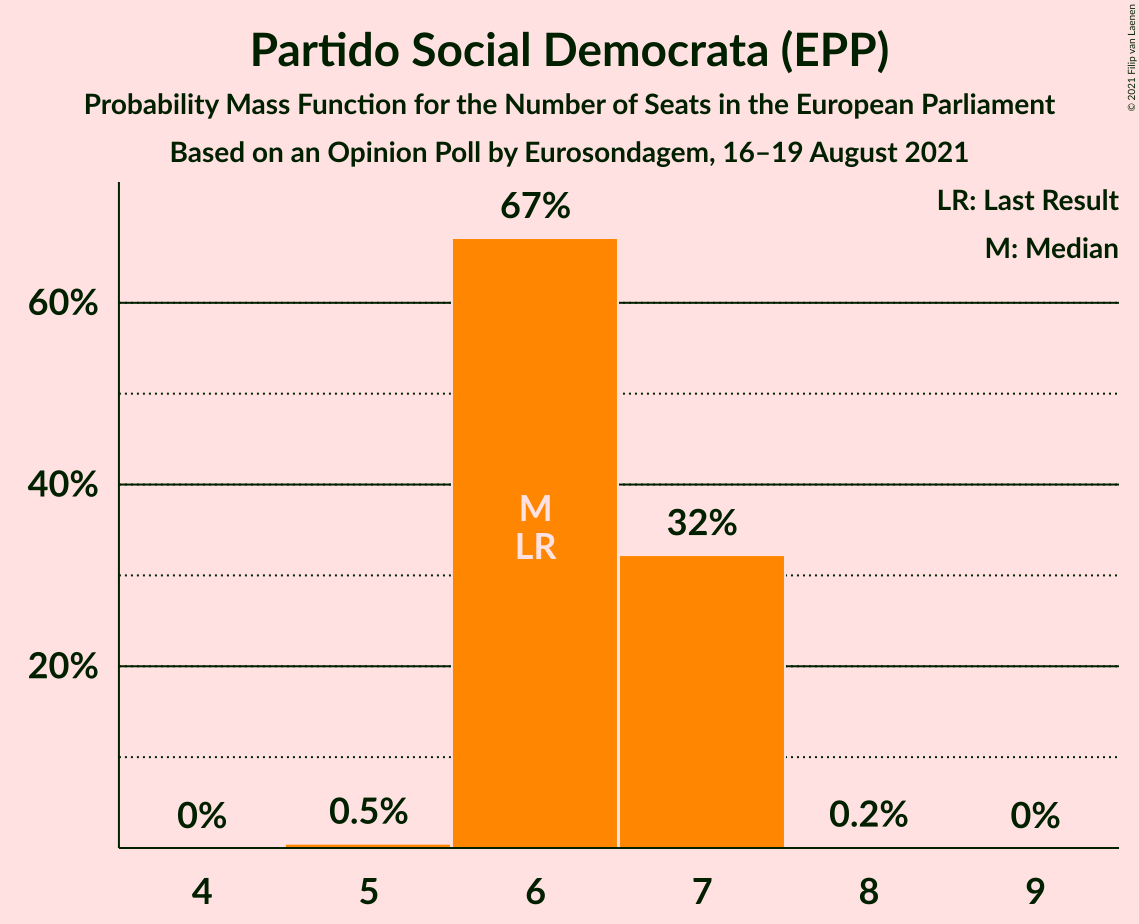 Partido Social Democrata (EPP)
Probability Mass Function for the Number of Seats in the European Parliament
Based on an Opinion Poll by Eurosondagem, 16–19 August 2021
© 2021 Filip van Laenen
LR: Last Result
M: Median
67%
60%
40%
20%
M
LR
32%
0%
0.5%
0.2%
0%
4
5
6
7
8
9